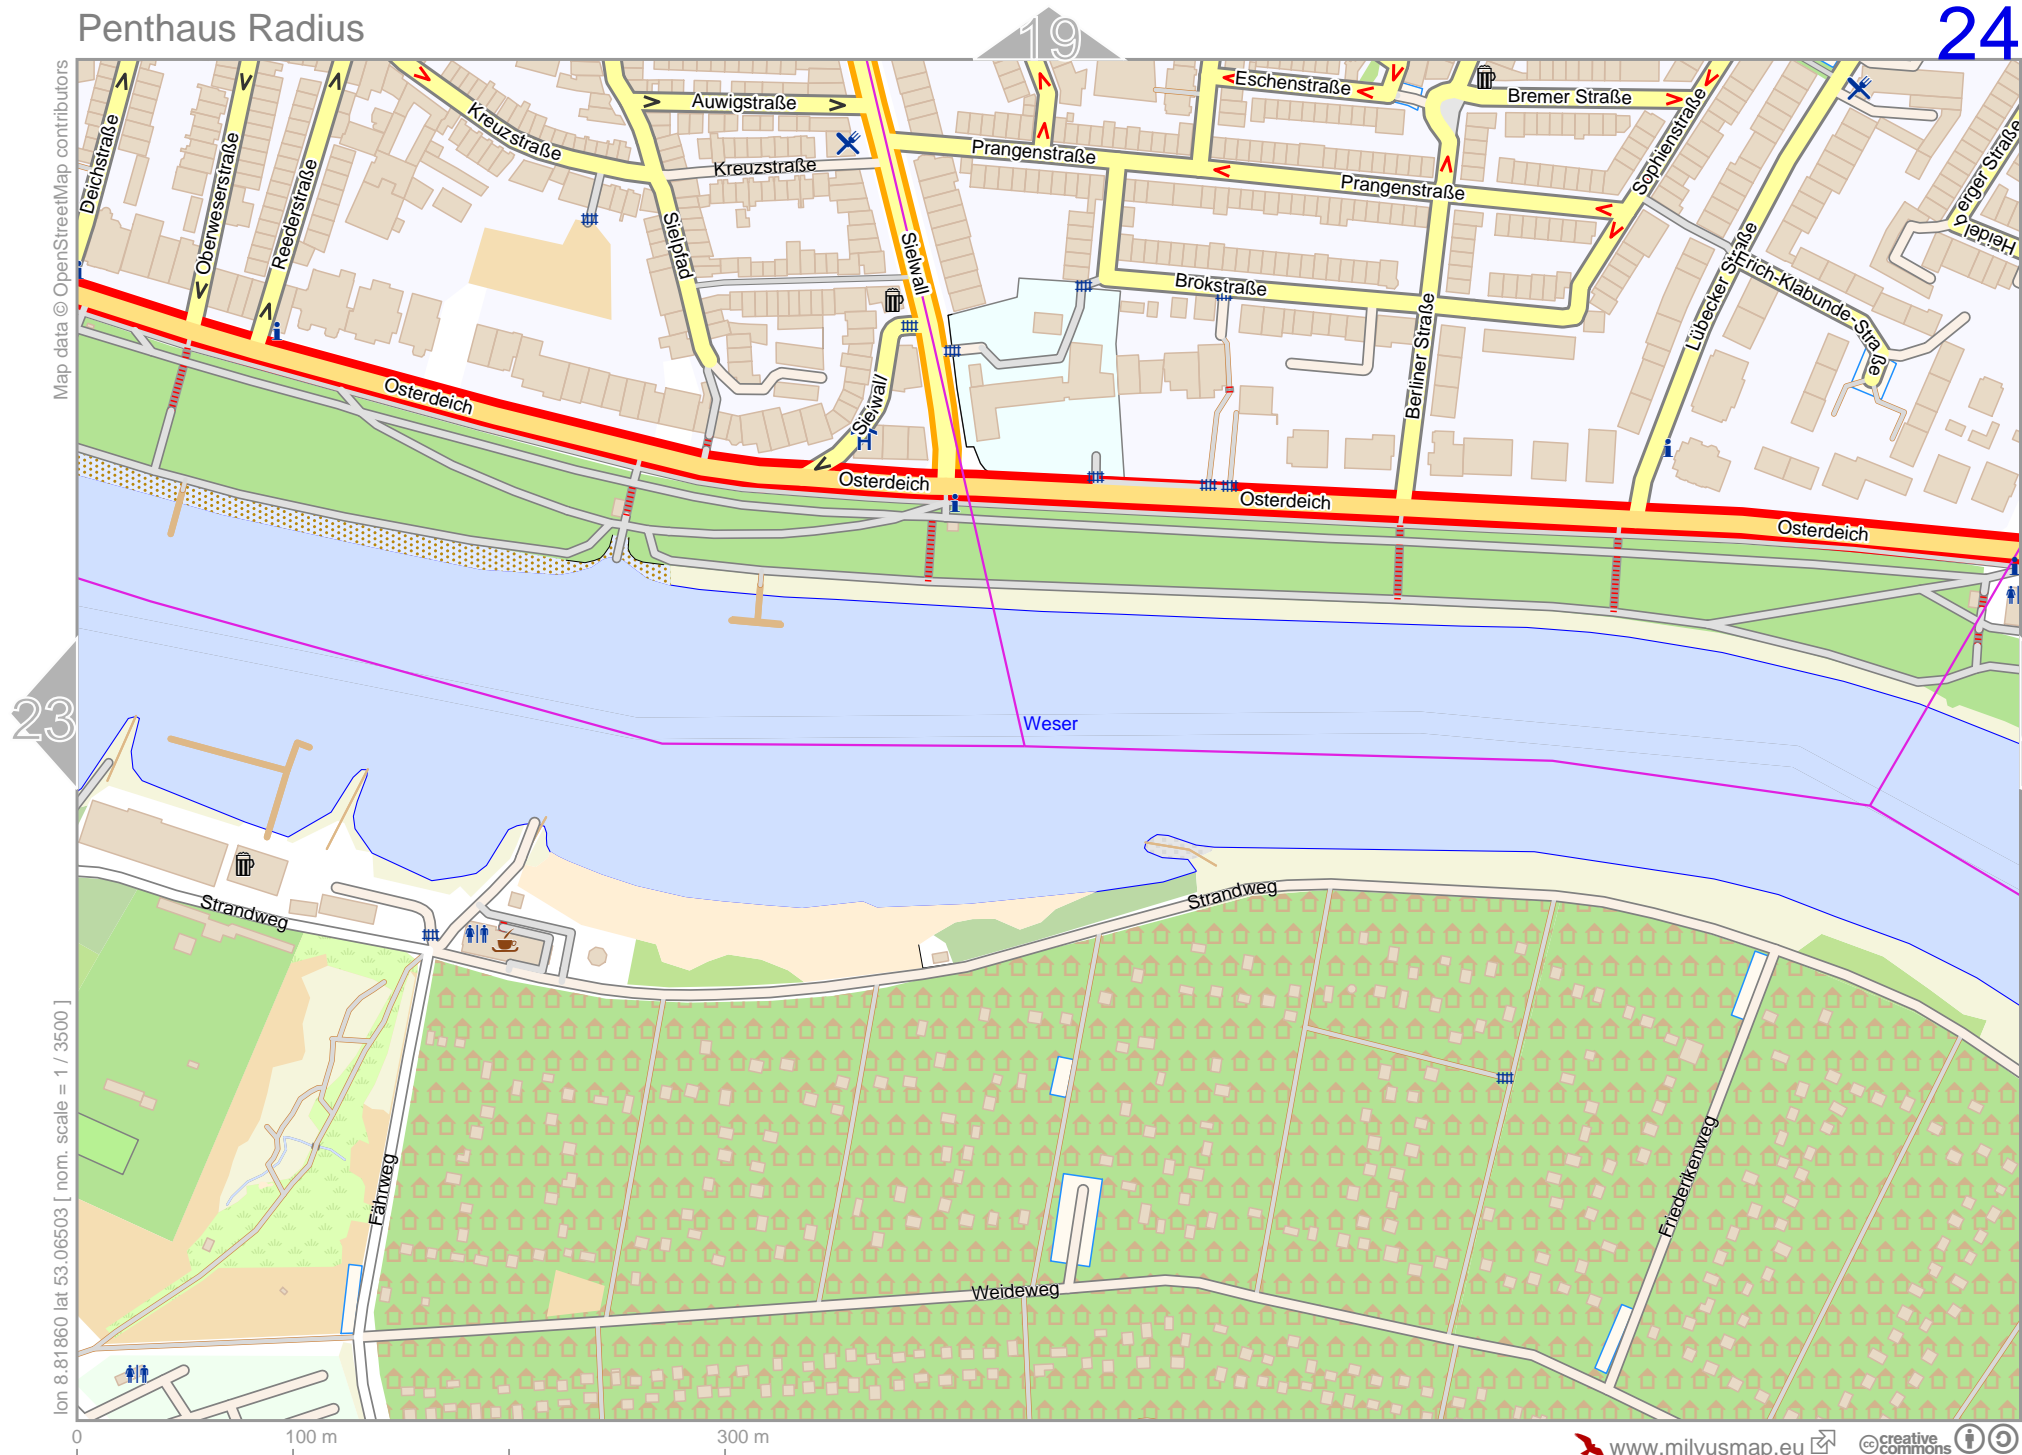 Penthaus Radius
19
24
Map data © OpenStreetMap contributors
Eschenstraße
Auwigstraße
Bremer Straße
Kreuzstraße
Kreuzstraße
Prangenstraße
Prangenstraße
Sophienstraße
Deichstraße
Oberweserstraße
Reederstraße
Sielpfad
Sielwall
Brokstraße
Berliner Straße
Lübecker Straße
Erich-Klabunde-Straße
Osterdeich
Sielwall
H
Osterdeich
Osterdeich
Osterdeich
23
Weser
Strandweg
Strandweg
Fährweg
Friederikenweg
Weideweg
lon 8.81860 lat 53.06503 [ nom. scale = 1 / 3500 ]
0
100 m
300 m
www.milvusmap.eu
cc creative commons